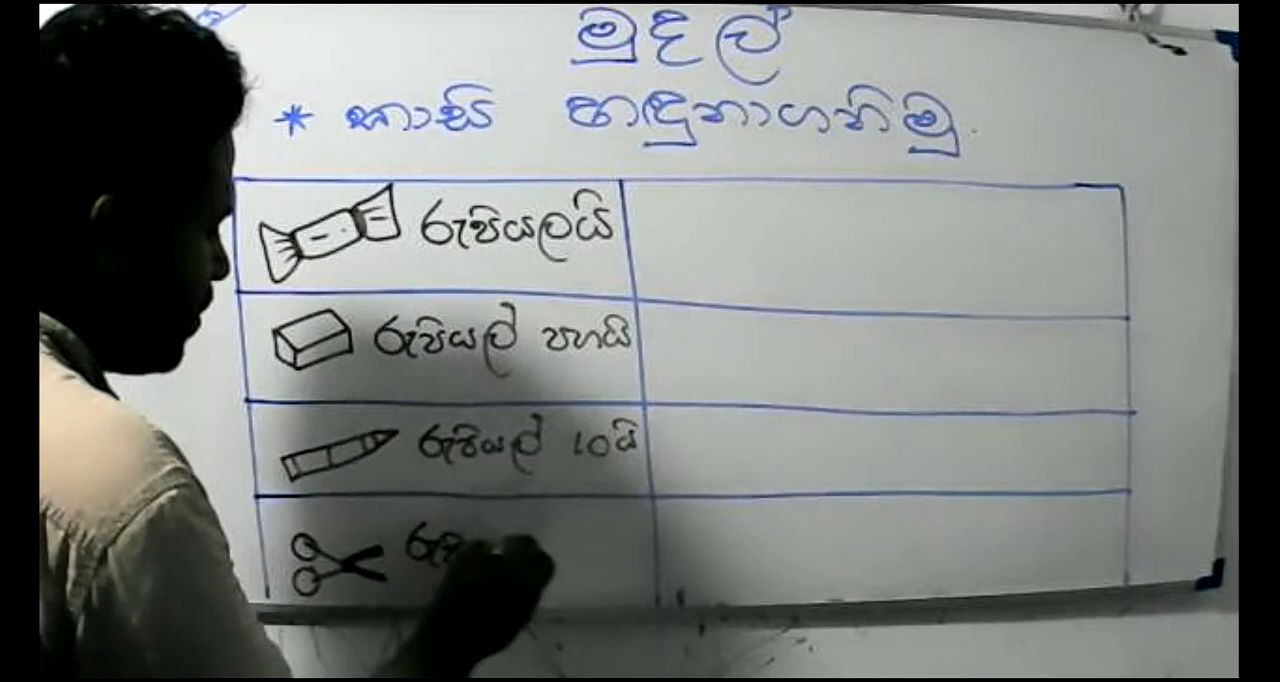 මුදල්
* කාසි හඳුනාගනිමු.
රුපියලයි
රුපියල් පහයි
රුපියල් 10යි
රුපි